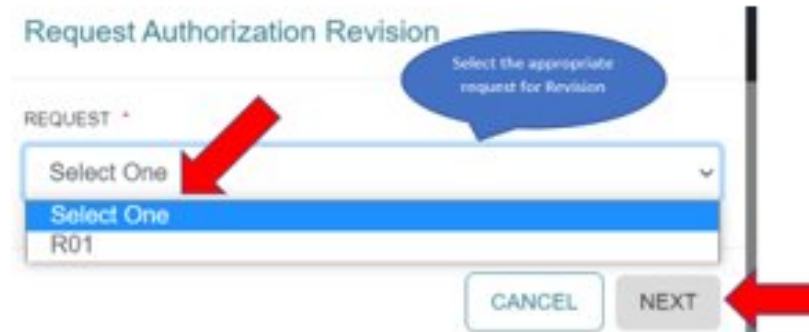 Request Authorization Revision
Select the appropriate
request for Revision
REQUEST *
Select One
Select One
R01
CANCEL
NEXT